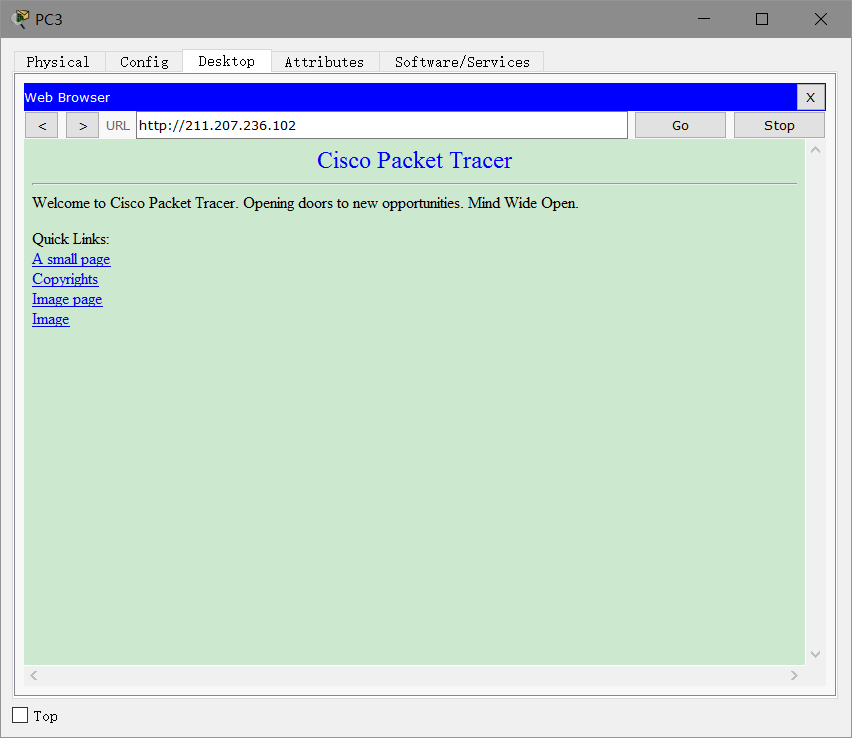 PC3
Physical Config Desktop Attributes Software/Services
Web Browser X
< > URL http://211.207.236.102 Go Stop
Cisco Packet Tracer
Welcome to Cisco Packet Tracer. Opening doors to new opportunities. Mind Wide Open.
Quick Links:
A small page
Copyrights
Image page
Image
Top